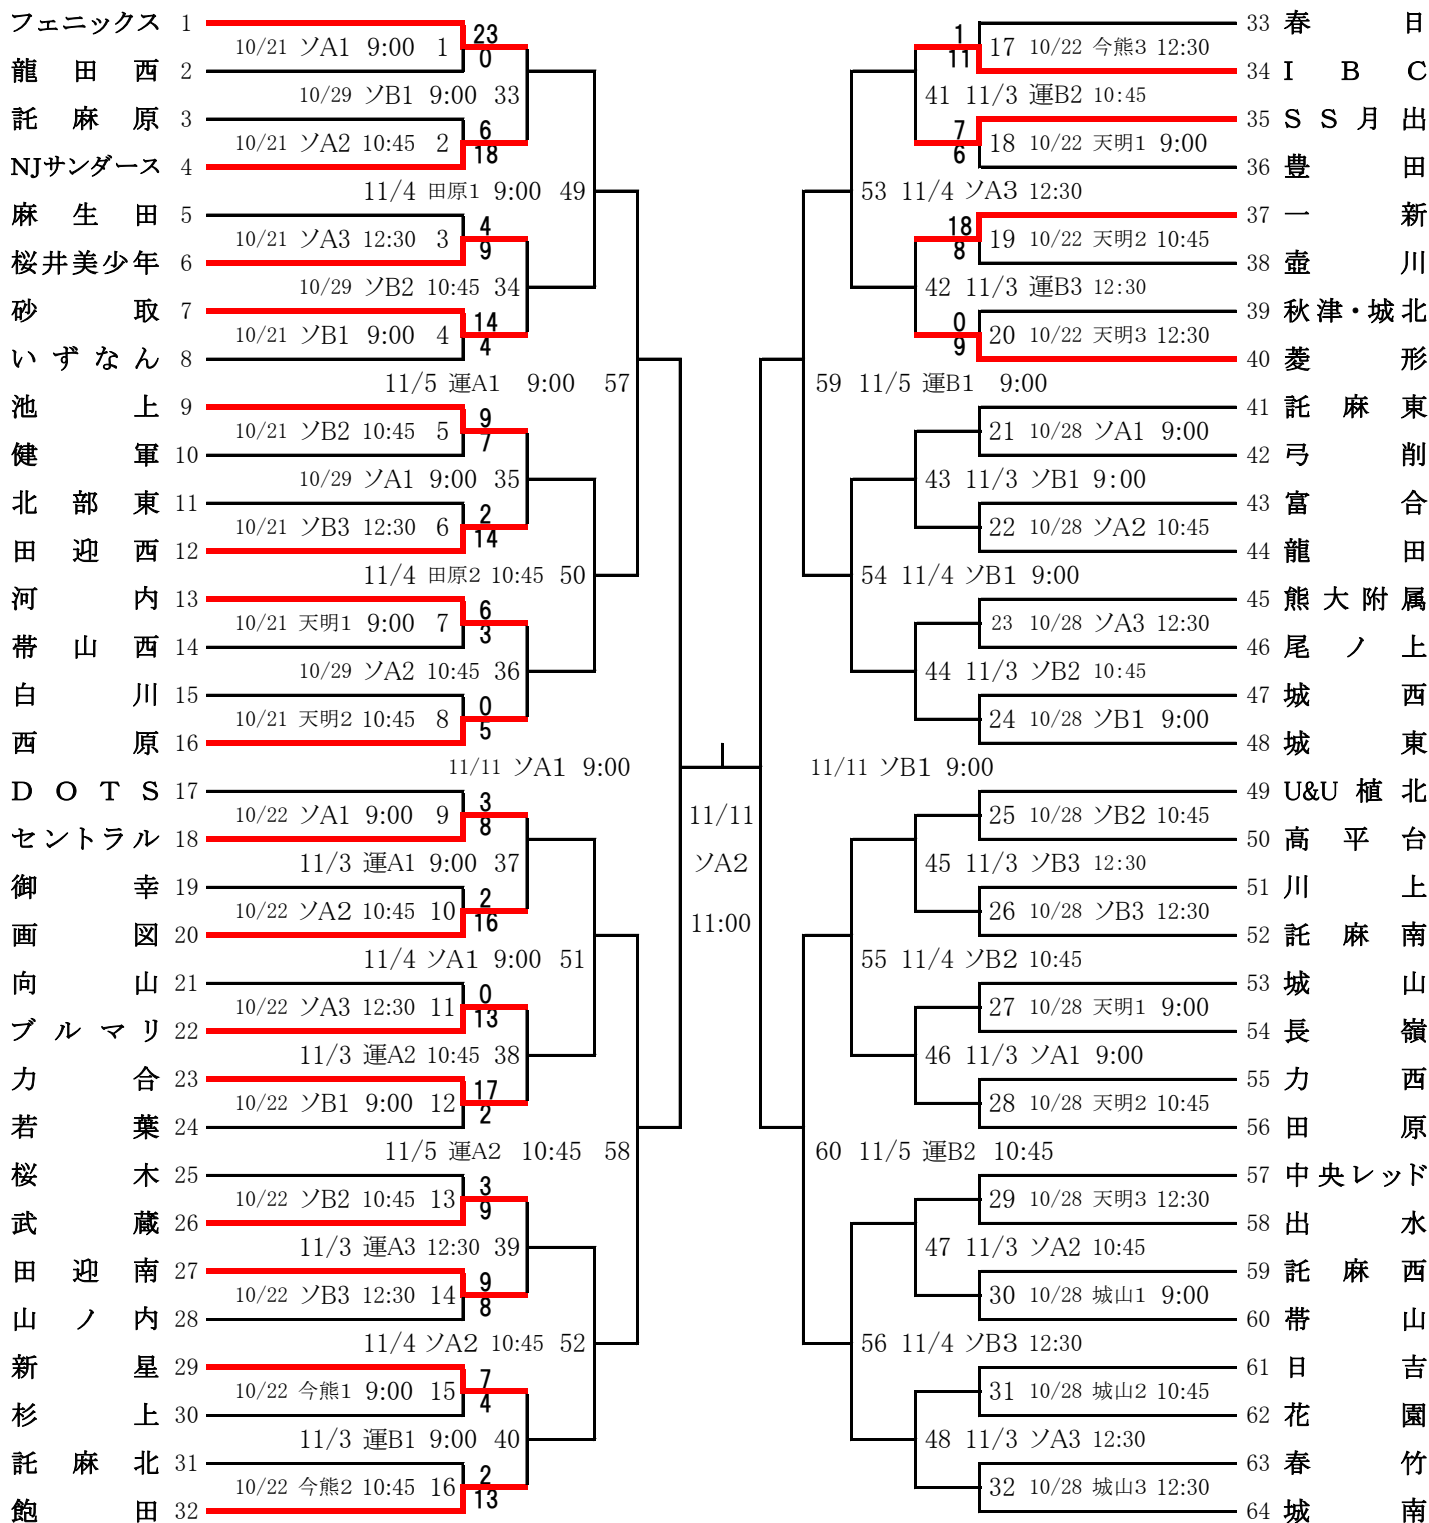 フェニックス 1
10/21 ソA1 9:00 1
23
0
龍田西 2
10/29 ソB1 9:00 33
託麻原 3
10/21 ソA2 10:45 2
6
18
NJサンダース 4
11/4 田原1 9:00 49
麻生田 5
10/21 ソA3 12:30 3
4
9
桜井美少年 6
10/29 ソB2 10:45 34
砂取 7
10/21 ソB1 9:00 4
14
4
いずなん 8
11/5 運A1 9:00 57
池上 9
10/21 ソB2 10:45 5
9
7
健軍 10
10/29 ソA1 9:00 35
北部東 11
10/21 ソB3 12:30 6
2
14
田迎西 12
11/4 田原2 10:45 50
河内 13
10/21 天明1 9:00 7
6
3
帯山西 14
10/29 ソA2 10:45 36
白川 15
10/21 天明2 10:45 8
0
5
西原 16
11/11 ソA1 9:00
DOTS 17
10/22 ソA1 9:00 9
3
8
セントラル 18
11/3 運A1 9:00 37
御幸 19
10/22 ソA2 10:45 10
2
16
画図 20
11/4 ソA1 9:00 51
向山 21
10/22 ソA3 12:30 11
0
13
ブルマリ 22
11/3 運A2 10:45 38
力合 23
10/22 ソB1 9:00 12
17
2
若葉 24
11/5 運A2 10:45 58
桜木 25
10/22 ソB2 10:45 13
3
9
武蔵 26
11/3 運A3 12:30 39
田迎南 27
10/22 ソB3 12:30 14
9
8
山ノ内 28
11/4 ソA2 10:45 52
新星 29
10/22 今熊1 9:00 15
7
4
杉上 30
11/3 運B1 9:00 40
託麻北 31
10/22 今熊2 10:45 16
2
13
飽田 32
11/11
ソA2
11:00
33 春日
1
11
17 10/22 今熊3 12:30
34 IBC
41 11/3 運B2 10:45
35 SS月出
7
6
18 10/22 天明1 9:00
36 豊田
53 11/4 ソA3 12:30
37 一新
18
8
19 10/22 天明2 10:45
38 壺川
42 11/3 運B3 12:30
39 秋津・城北
0
9
20 10/22 天明3 12:30
40 菱形
59 11/5 運B1 9:00
41 託麻東
21 10/28 ソA1 9:00
42 弓削
43 11/3 ソB1 9:00
43 富合
22 10/28 ソA2 10:45
44 龍田
54 11/4 ソB1 9:00
45 熊大附属
23 10/28 ソA3 12:30
46 尾ノ上
44 11/3 ソB2 10:45
47 城西
24 10/28 ソB1 9:00
48 城東
11/11 ソB1 9:00
49 U&U植北
25 10/28 ソB2 10:45
50 高平台
45 11/3 ソB3 12:30
51 川上
26 10/28 ソB3 12:30
52 託麻南
55 11/4 ソB2 10:45
53 城山
27 10/28 天明1 9:00
54 長嶺
46 11/3 ソA1 9:00
55 力西
28 10/28 天明2 10:45
56 田原
60 11/5 運B2 10:45
57 中央レッド
29 10/28 天明3 12:30
58 出水
47 11/3 ソA2 10:45
59 託麻西
30 10/28 城山1 9:00
60 帯山
56 11/4 ソB3 12:30
61 日吉
31 10/28 城山2 10:45
62 花園
48 11/3 ソA3 12:30
63 春竹
32 10/28 城山3 12:30
64 城南